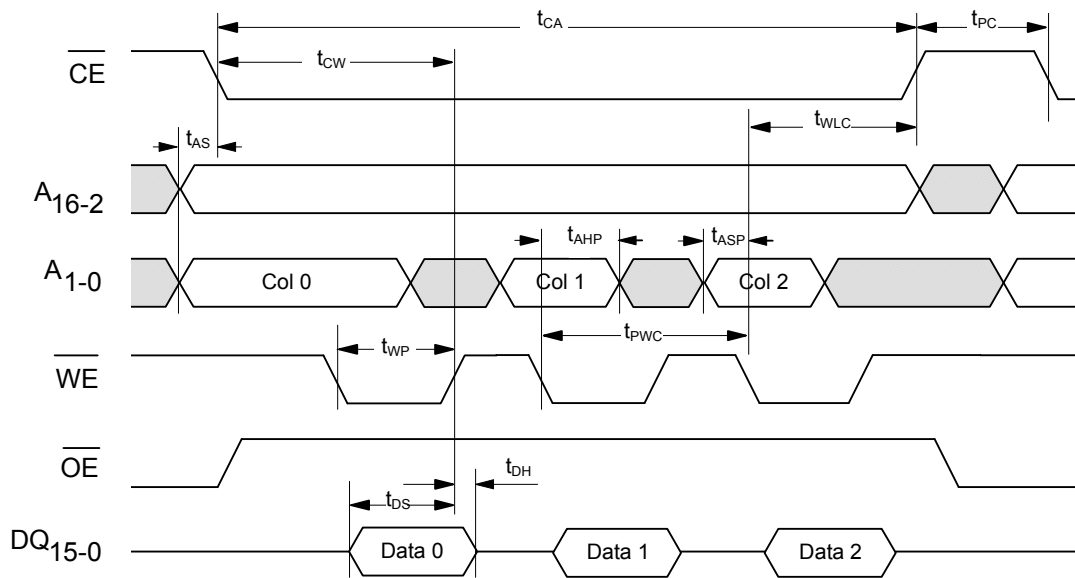 tCA
tPC
CE
tCW
tWLC
tAS
A16-2
tAHP
tASP
A1-0
Col 0
Col 1
Col 2
tPWC
tWP
WE
OE
tDH
tDS
DQ15-0
Data 0
Data 1
Data 2